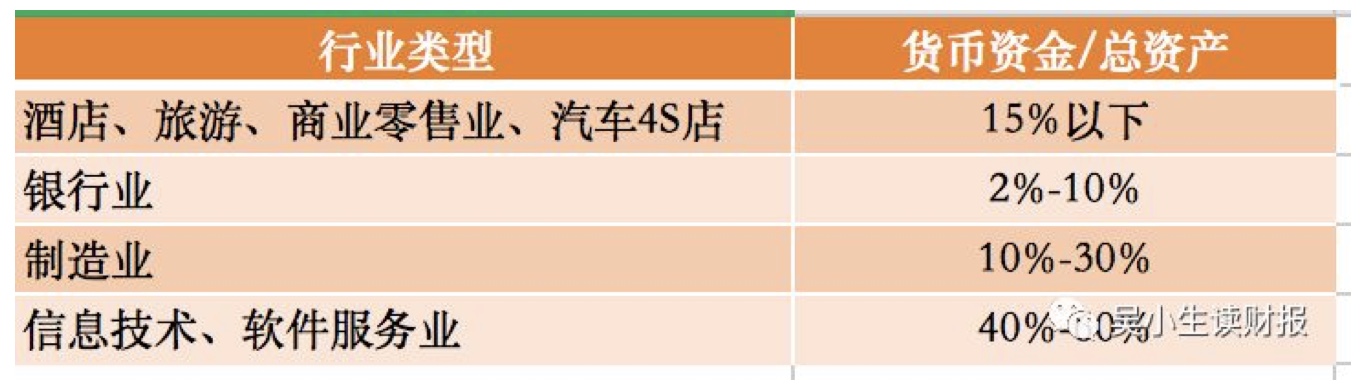 行业类型 货币资金/总资产
酒店、旅游、商业零售业、汽车4S店 15%以下
银行业 2%-10%
制造业 10%-30%
信息技术、软件服务业 40%-
吴小生读财报